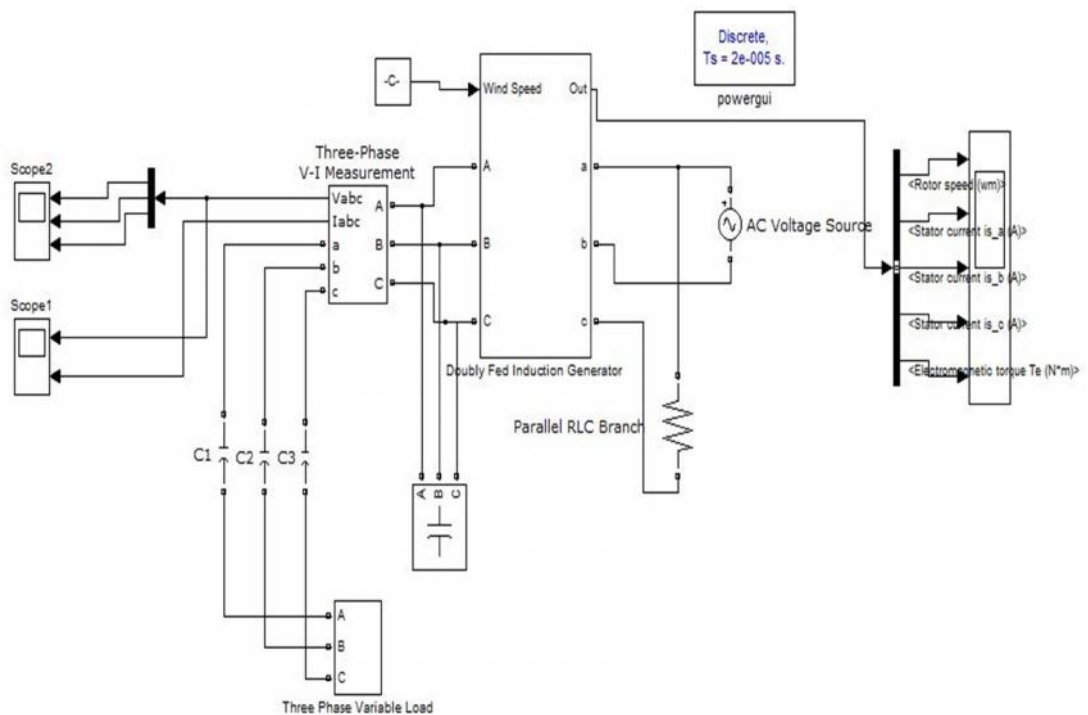 Discrete,
Ts = 2e-005 s.
powergui
-C-
Wind Speed
Out
A
B
C
a
b
c
Doubly Fed Induction Generator
Three-Phase
V-I Measurement
Vabc
Iabc
a
b
c
A
B
C
Scope2
Scope1
+
AC Voltage Source
<Rotor speed (wm)>
<Stator current is_a (A)>
<Stator current is_b (A)>
<Stator current is_c (A)>
<Electromagnetic torque Te (N*m)>
Parallel RLC Branch
C1
C2
C3
A
B
C
A
B
C
Three Phase Variable Load